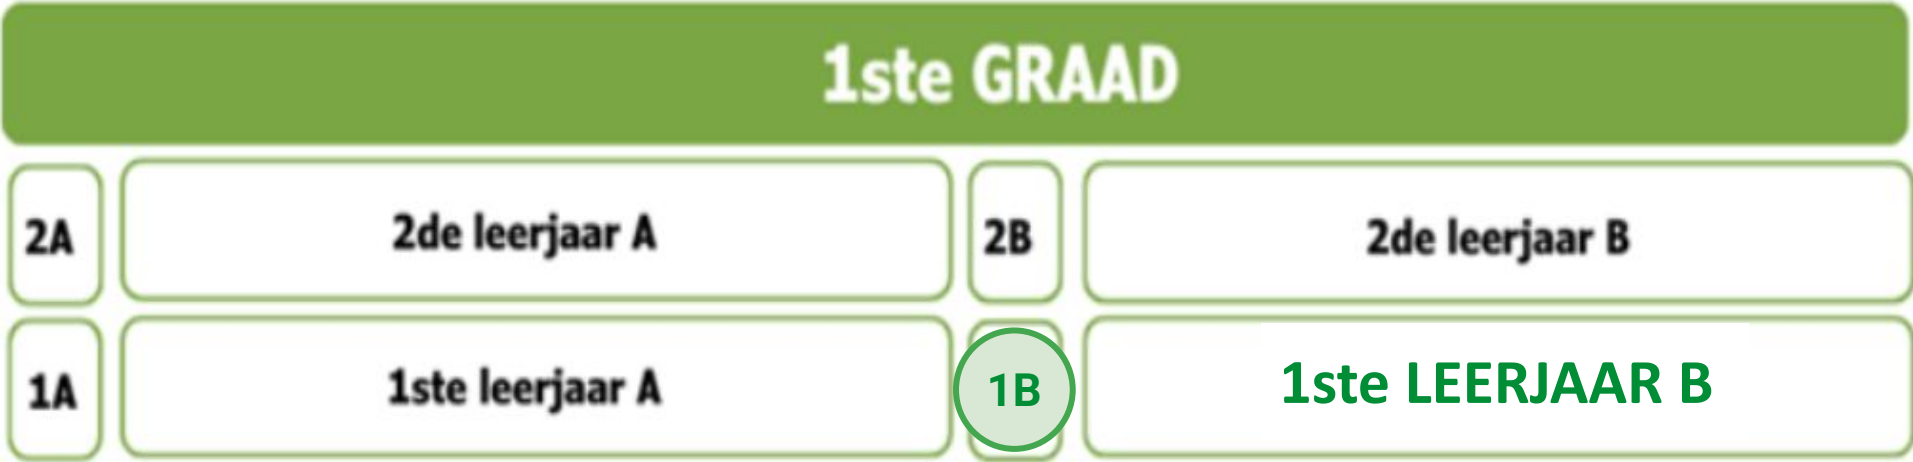 1ste GRAAD
2A 2de leerjaar A 2B 2de leerjaar B
1A 1ste leerjaar A 1B 1ste LEERJAAR B